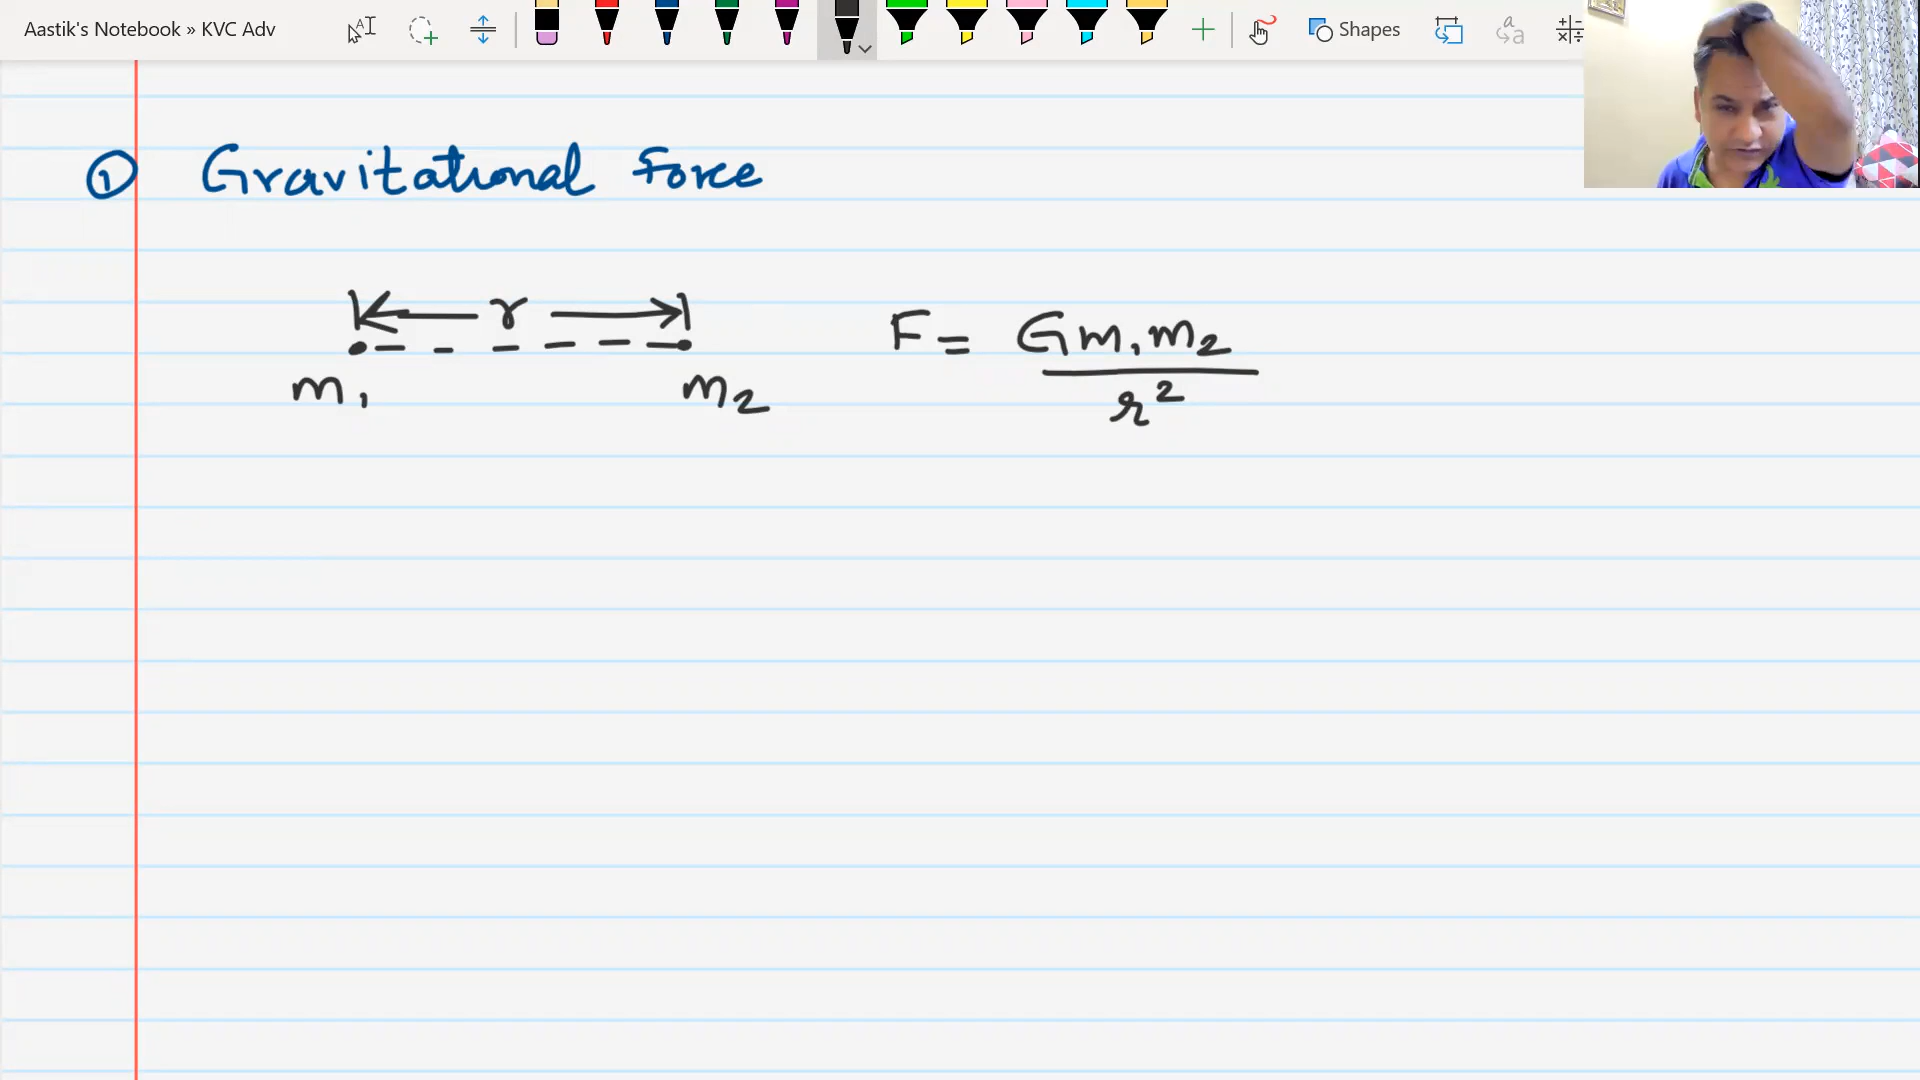 Aastik's Notebook » KVC Adv
Shapes
① Gravitational Force
r
m₁ m₂
F = Gm₁m₂
r²